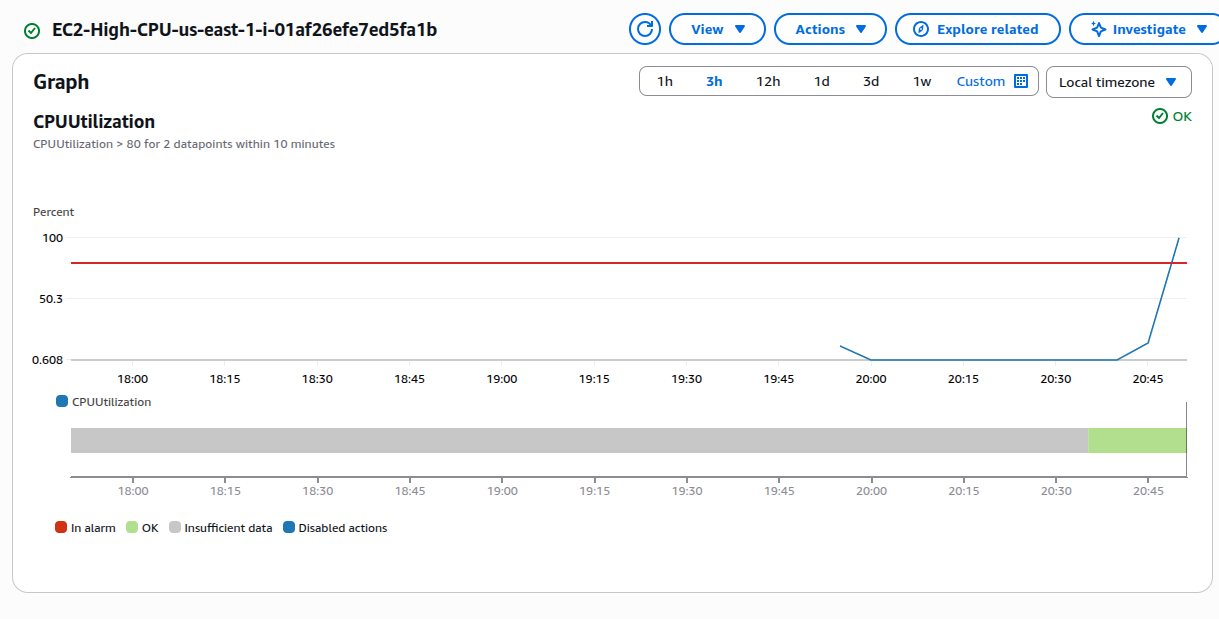 EC2-High-CPU-us-east-1-i-01af26efe7ed5fa1b View Actions Explore related Investigate
Graph 1h 3h 12h 1d 3d 1w Custom Local timezone
CPUUtilization OK
CPUUtilization > 80 for 2 datapoints within 10 minutes
Percent
100
50.3
0.608
18:00 18:15 18:30 18:45 19:00 19:15 19:30 19:45 20:00 20:15 20:30 20:45
CPUUtilization
18:00 18:15 18:30 18:45 19:00 19:15 19:30 19:45 20:00 20:15 20:30 20:45
In alarm OK Insufficient data Disabled actions